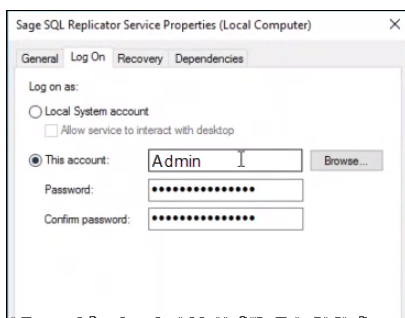 Sage SQL Replicator Service Properties (Local Computer)
General Log On Recovery Dependencies
Log on as:
Local System account
Allow service to interact with desktop
This account: Admin Browse...
Password: •••••••••••••••
Confirm password: •••••••••••••••